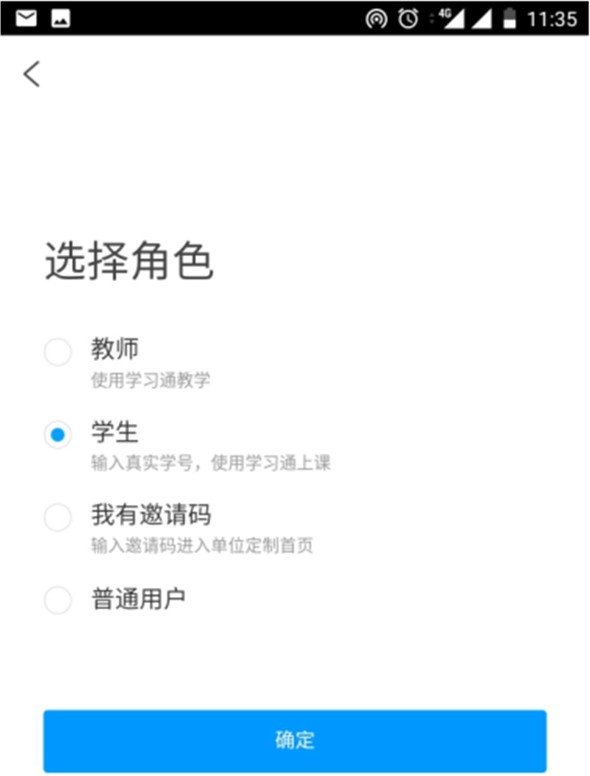 4G 11:35
选择角色
教师
使用学习通教学
学生
输入真实学号，使用学习通上课
我有邀请码
输入邀请码进入单位定制首页
普通用户
确定